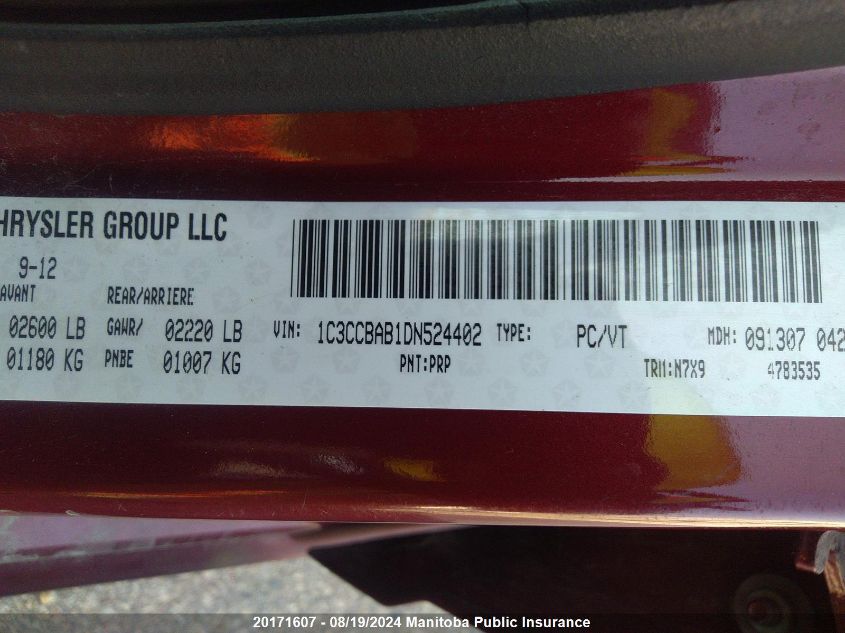 HRYSLER GROUP LLC
9-12
AVANT REAR/ARRIERE
02600 LB GAWR/ 02220 LB VIN: 1C3CCBAB1DN524402 TYPE: PC/VT MDH: 091307 042
01180 KG PNBE 01007 KG PNT:PRP TRM:N7X9 4783535
20171607 - 08/19/2024 Manitoba Public Insurance